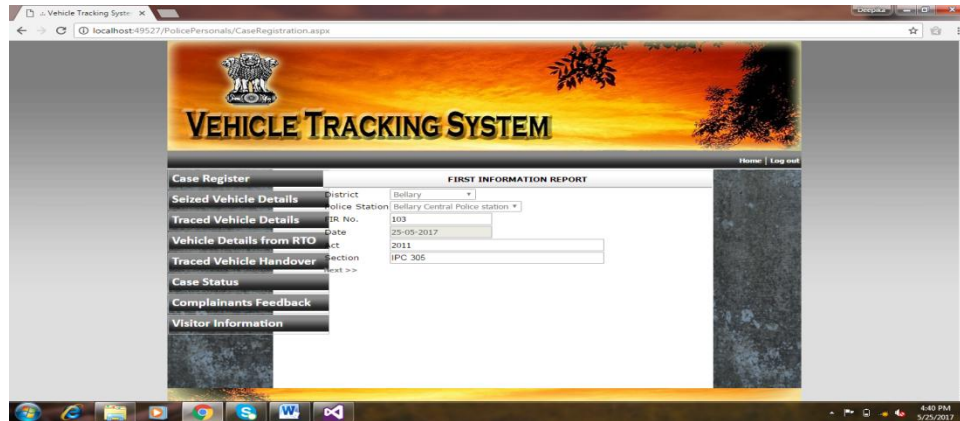 .: Vehicle Tracking Syste
Deepika
localhost:49527/PolicePersonals/CaseRegistration.aspx
VEHICLE TRACKING SYSTEM
Home | Log out
Case Register
Seized Vehicle Details
Traced Vehicle Details
Vehicle Details from RTO
Traced Vehicle Handover
Case Status
Complainants Feedback
Visitor Information
FIRST INFORMATION REPORT
District Bellary
Police Station Bellary Central Police station
FIR No. 103
Date 25-05-2017
Act 2011
Section IPC 305
Next >>
4:40 PM
5/25/2017